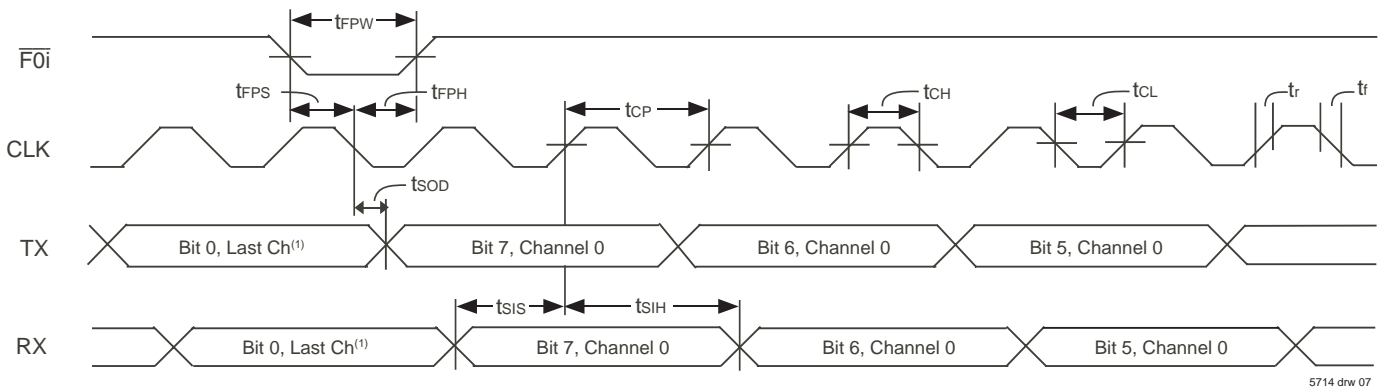 tFPW
F0i
tFPS
tFPH
tCP
tCH
tCL
tr
tf
CLK
tSOD
TX
Bit 0, Last Ch(1)
Bit 7, Channel 0
Bit 6, Channel 0
Bit 5, Channel 0
tSIS
tSIH
RX
Bit 0, Last Ch(1)
Bit 7, Channel 0
Bit 6, Channel 0
Bit 5, Channel 0
5714 drw 07